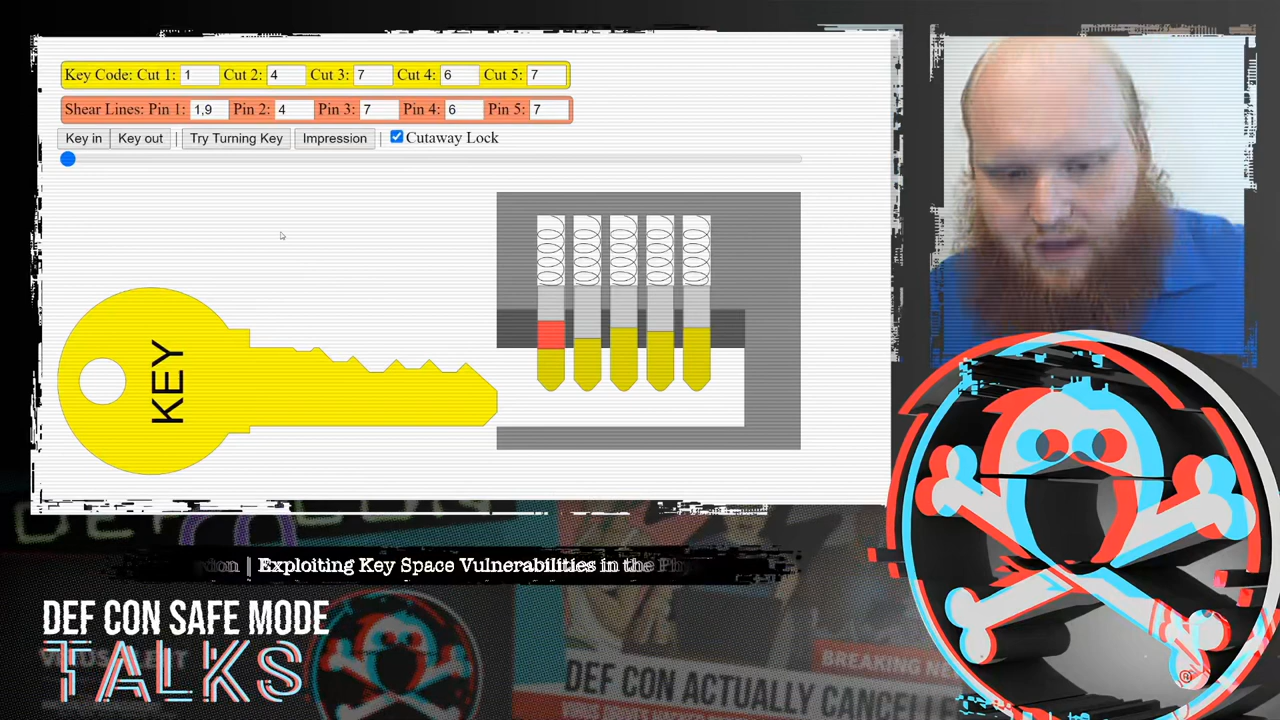 Key Code: Cut 1: 1 Cut 2: 4 Cut 3: 7 Cut 4: 6 Cut 5: 7
Shear Lines: Pin 1: 1,9 Pin 2: 4 Pin 3: 7 Pin 4: 6 Pin 5: 7
Key in Key out | Try Turning Key Impression | Cutaway Lock
KEY
DEF CON
| Exploiting Key Space Vulnerabilities in the
DEF CON SAFE MODE
TALKS
BREAKING
DEF CON ACTUALLY
®